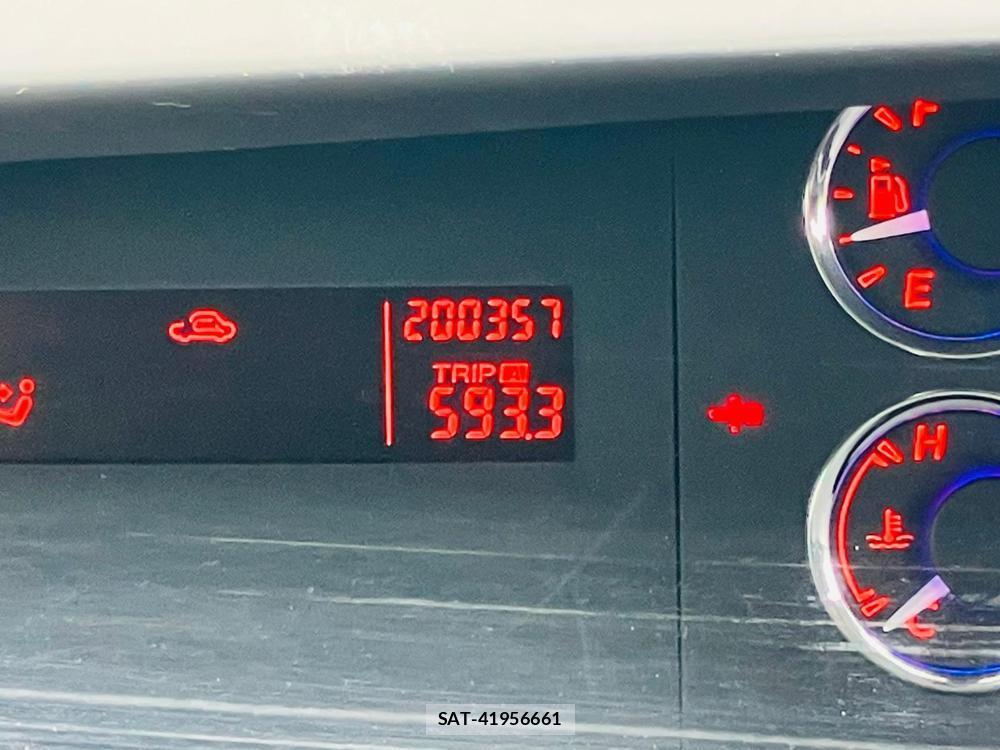 F
200357
E
TRIP A
593.3
H
C
SAT-41956661